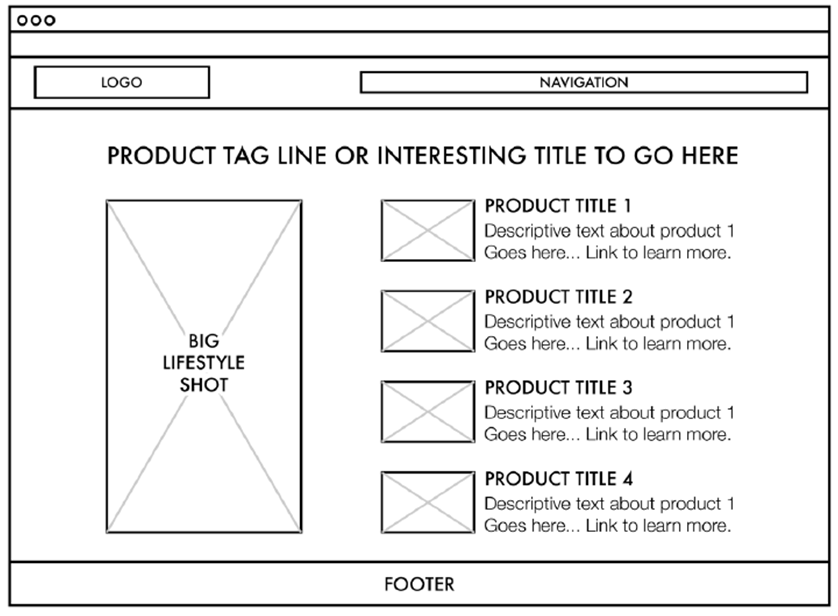 LOGO
NAVIGATION
PRODUCT TAG LINE OR INTERESTING TITLE TO GO HERE
BIG
LIFESTYLE
SHOT
PRODUCT TITLE 1
Descriptive text about product 1
Goes here... Link to learn more.
PRODUCT TITLE 2
Descriptive text about product 1
Goes here... Link to learn more.
PRODUCT TITLE 3
Descriptive text about product 1
Goes here... Link to learn more.
PRODUCT TITLE 4
Descriptive text about product 1
Goes here... Link to learn more.
FOOTER